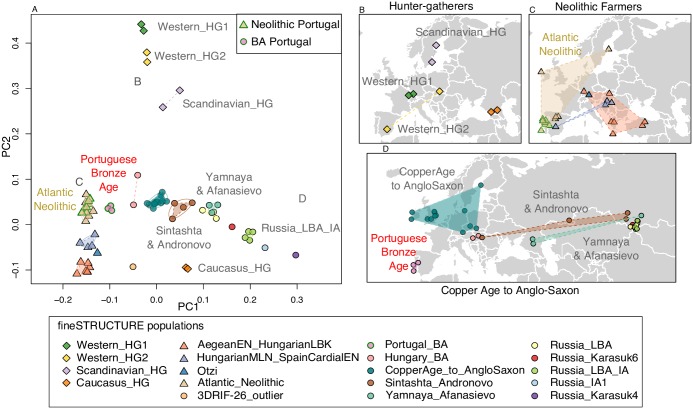 A
Western_HG1
Western_HG2
B
Scandinavian_HG
Neolithic Portugal
BA Portugal
Portuguese
Bronze
Age
Atlantic
Neolithic
C
Yamnaya
& Afanasievo
D
Sintashta
& Andronovo
Russia_LBA_IA
Caucasus_HG
PC2
0.4
0.3
0.2
0.1
0.0
−0.1
−0.2
−0.1
0.0
0.1
0.2
0.3
PC1
Hunter-gatherers
B
Scandinavian_HG
Western_HG1
Western_HG2
Neolithic Farmers
C
Atlantic
Neolithic
D
CopperAge
to AngloSaxon
Sintashta
& Andronovo
Portuguese
Bronze
Age
Yamnaya
& Afanasievo
Copper Age to Anglo-Saxon
fineSTRUCTURE populations
Western_HG1
Western_HG2
Scandinavian_HG
Caucasus_HG
AegeanEN_HungarianLBK
HungarianMLN_SpainCardialEN
Otzi
Atlantic_Neolithic
3DRIF-26_outlier
Portugal_BA
Hungary_BA
CopperAge_to_AngloSaxon
Sintashta_Andronovo
Yamnaya_Afanasievo
Russia_LBA
Russia_Karasuk6
Russia_LBA_IA
Russia_IA1
Russia_Karasuk4